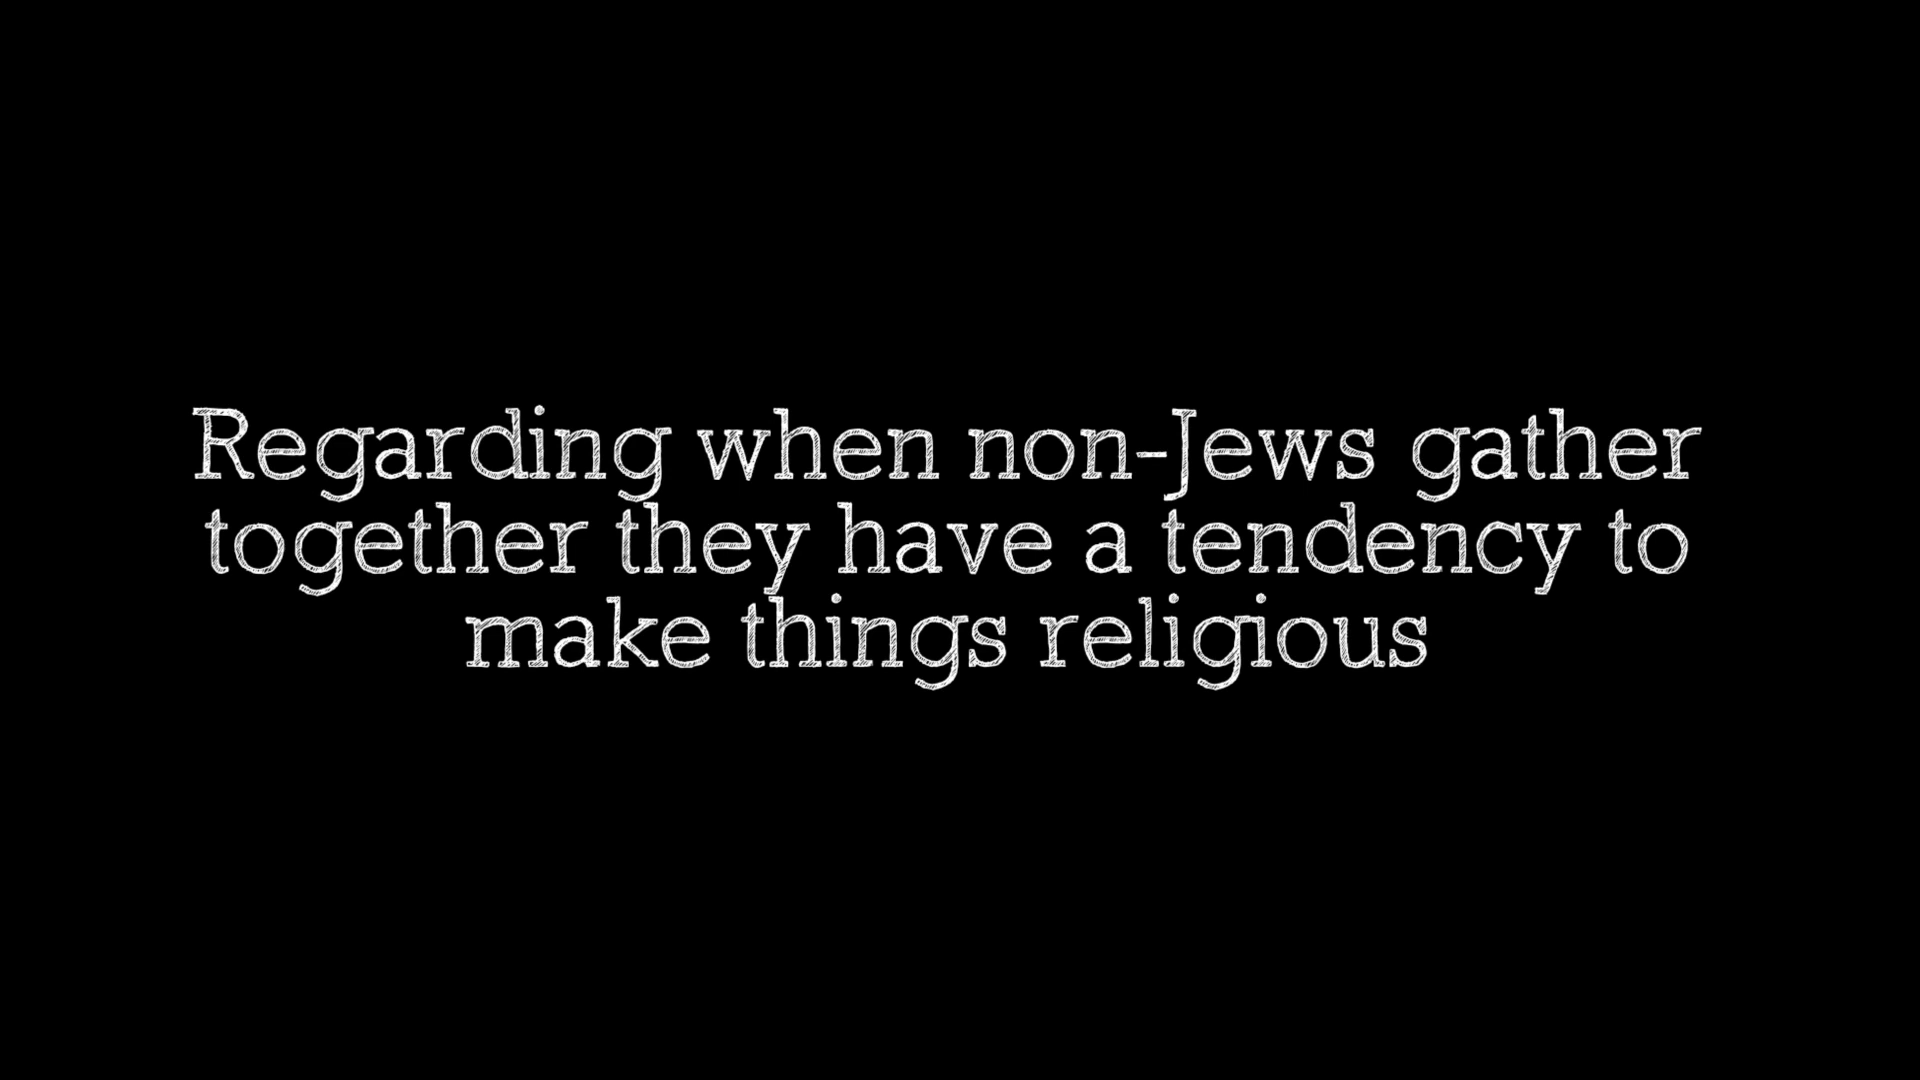 Regarding when non-Jews gather
together they have a tendency to
make things religious